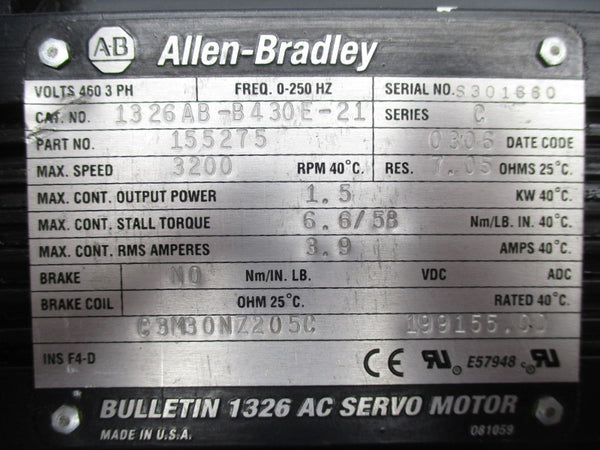 A-B Allen-Bradley
VOLTS 460 3 PH FREQ. 0-250 HZ SERIAL NO. S301660
CAT. NO. 1326AB-B430E-21 SERIES C
PART NO. 155275 0306 DATE CODE
MAX. SPEED 3200 RPM 40°C. RES. 7.05 OHMS 25°C.
MAX. CONT. OUTPUT POWER 1.5 KW 40°C.
MAX. CONT. STALL TORQUE 6.6/58 Nm/LB. IN. 40°C.
MAX. CONT. RMS AMPERES 3.9 AMPS 40°C.
BRAKE NO Nm/IN. LB. VDC ADC
BRAKE COIL OHM 25°C. RATED 40°C.
C3M30NZ205C
INS F4-D CE RU E57948 c RU
BULLETIN 1326 AC SERVO MOTOR
MADE IN U.S.A. 081059